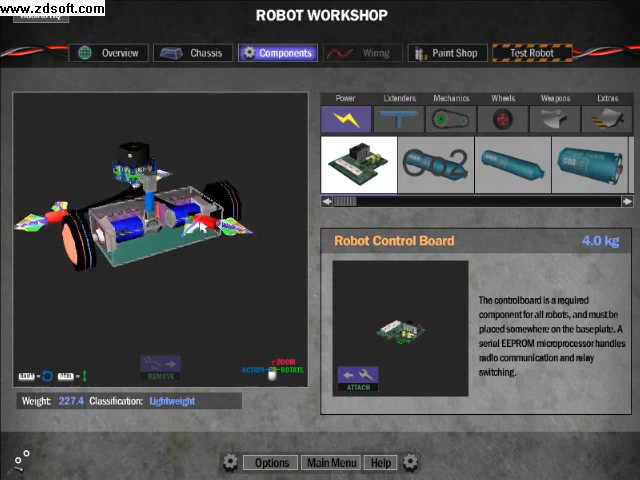 www.zdsoft.com
ROBOT WORKSHOP
Overview
Chassis
Components
Wiring
Paint Shop
Test Robot
Power
Extenders
Mechanics
Wheels
Weapons
Extras
Robot Control Board 4.0 kg
The controlboard is a required
component for all robots, and must be
placed somewhere on the baseplate. A
serial EEPROM microprocessor handles
radio communication and relay
switching.
ATTACH
REMOVE
SHIFT
CTRL
ZOOM
ACTION
ROTATE
Weight: 227.4 Classification: Lightweight
Options
Main Menu
Help